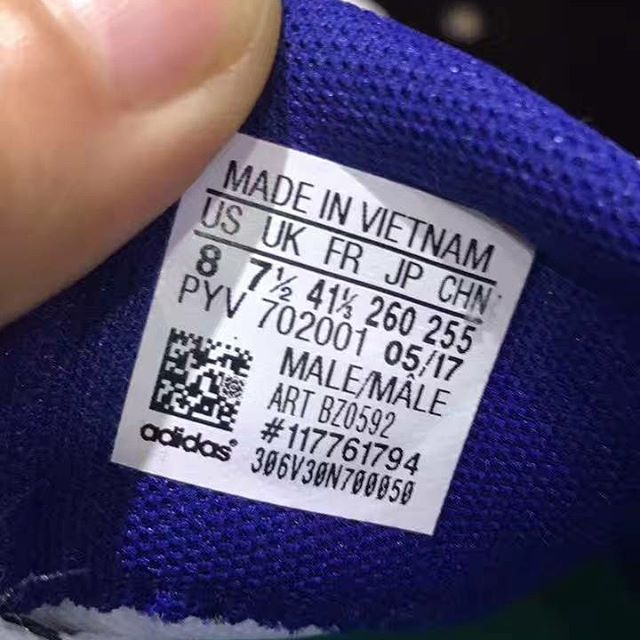 MADE IN VIETNAM
US UK FR JP CHN
8 7½ 41⅓ 260 255
PYV 702001 05/17
MALE/MÂLE
ART BZ0592
#117761794
306V30N700050
adidas